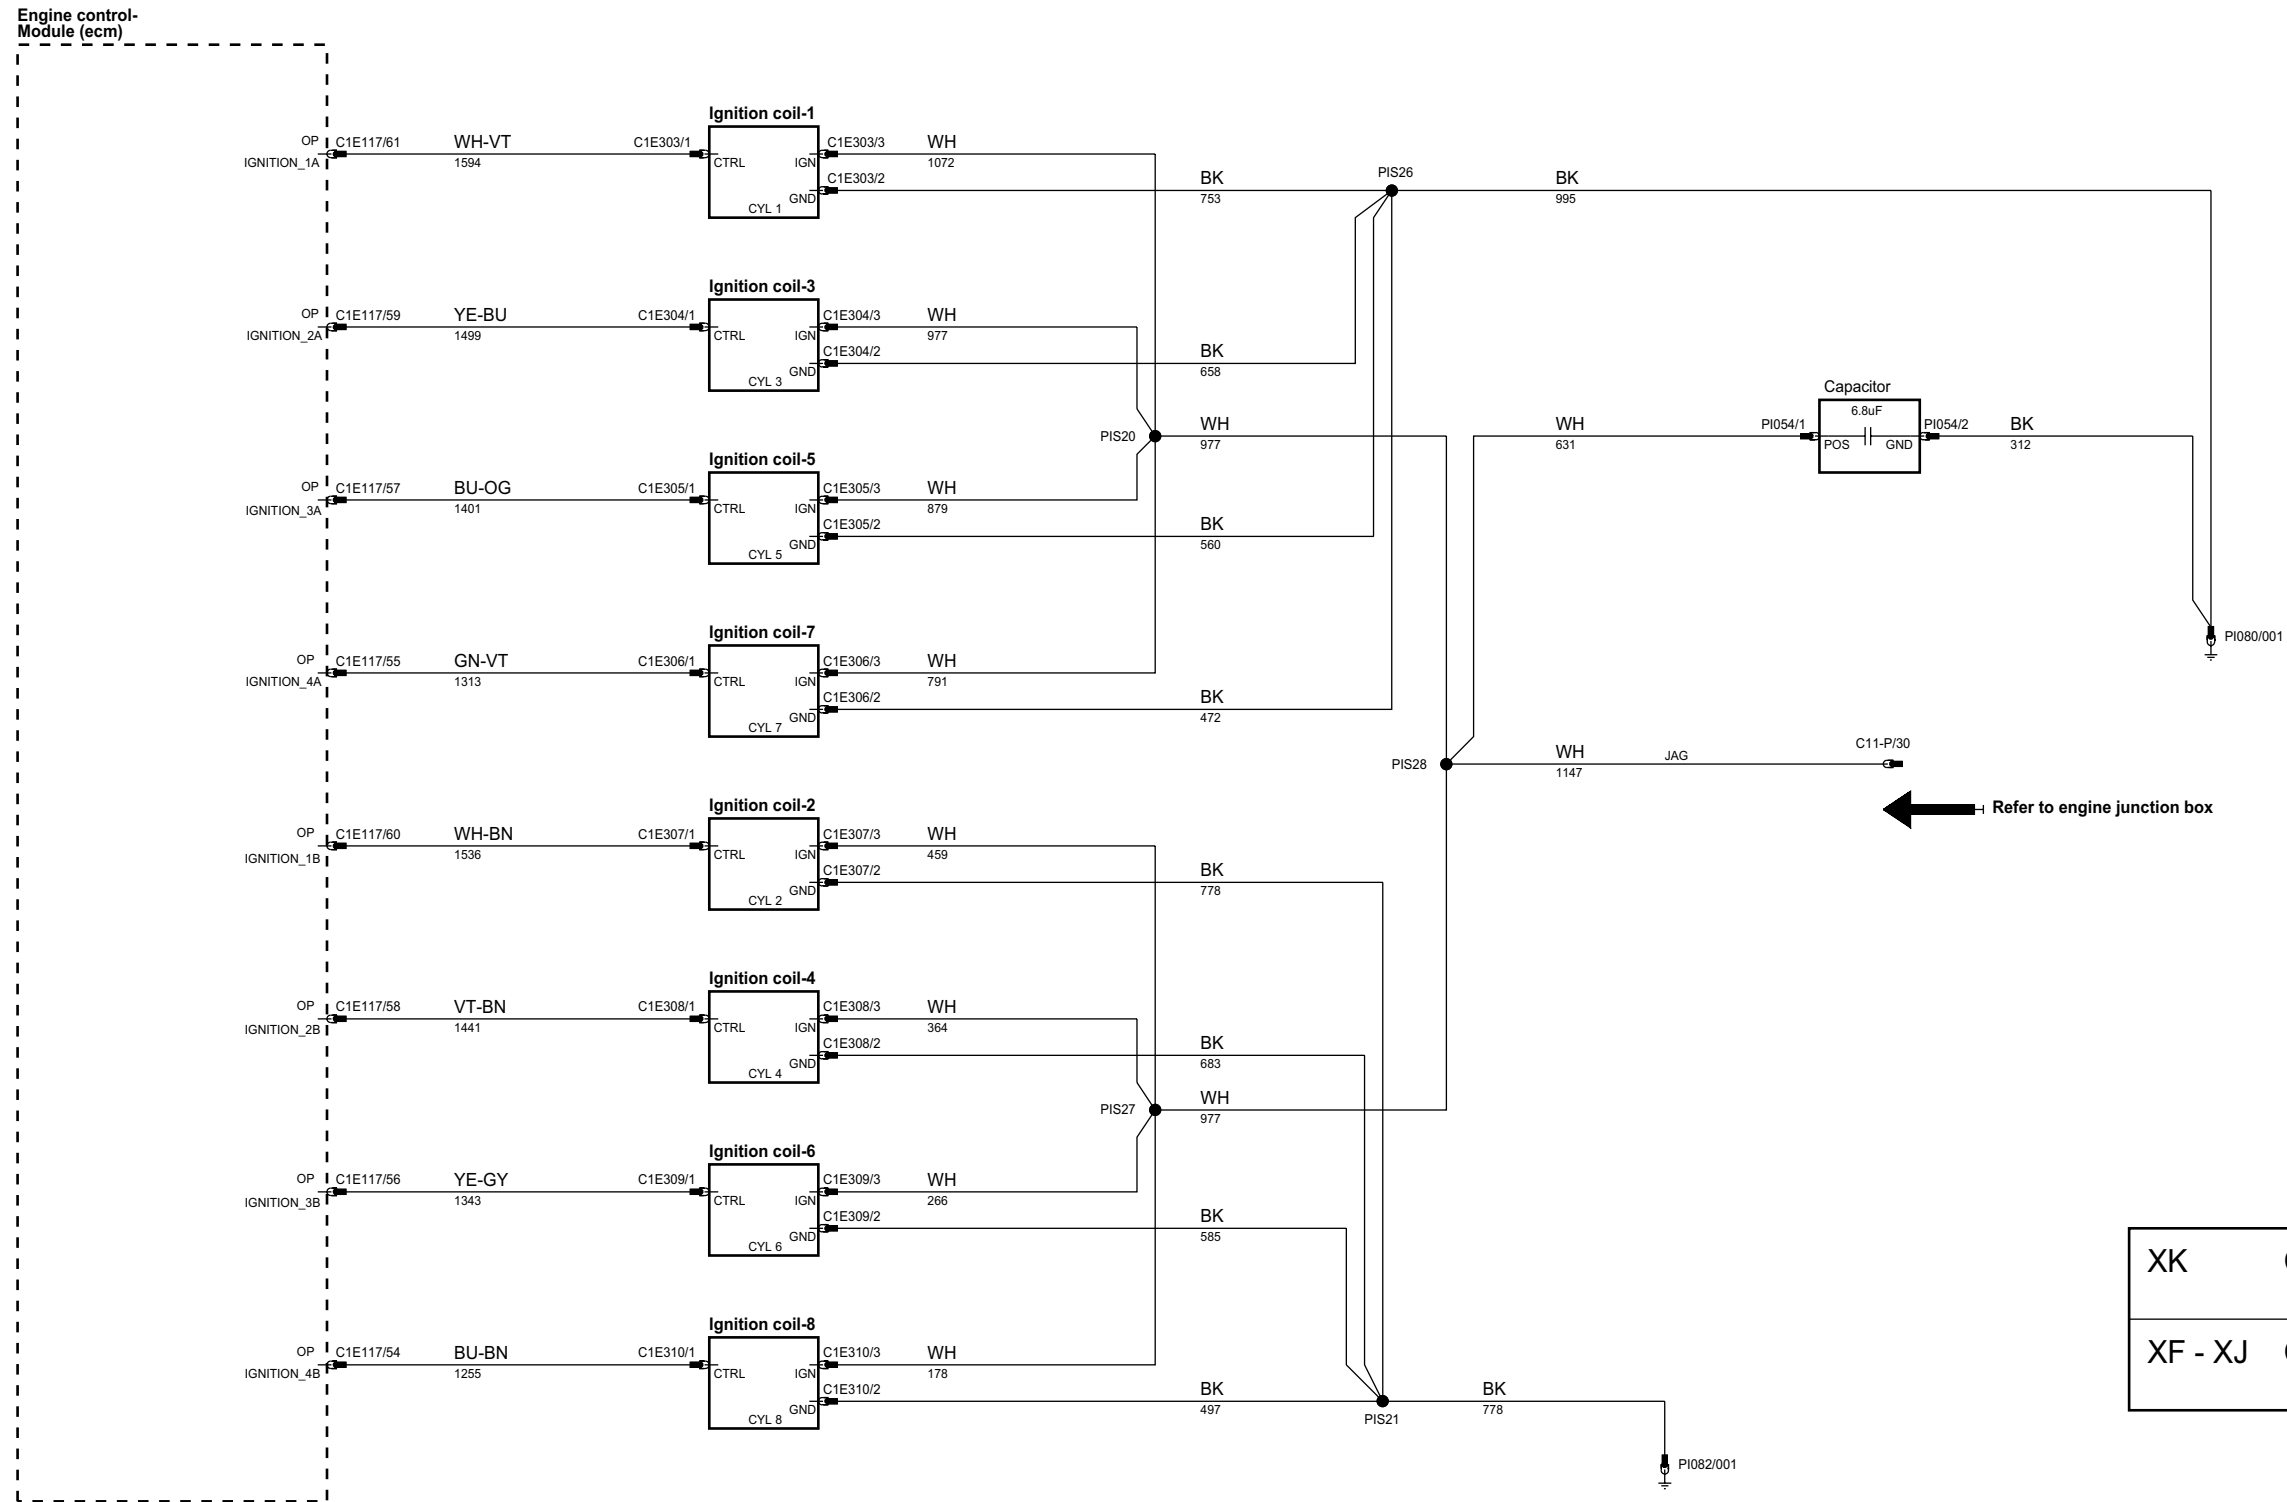 Engine control-
Module (ecm)
Ignition coil-1
OP C1E117/61 WH-VT C1E303/1 C1E303/3 WH
IGNITION_1A 1594 CTRL IGN 1072
C1E303/2 BK PIS26 BK
GND 753 995
CYL 1
Ignition coil-3
OP C1E117/59 YE-BU C1E304/1 C1E304/3 WH
IGNITION_2A 1499 CTRL IGN 977
C1E304/2 BK
GND 658
CYL 3
Capacitor
6.8uF
PIS20 WH WH PI054/1 PI054/2 BK
977 631 POS GND 312
Ignition coil-5
OP C1E117/57 BU-OG C1E305/1 C1E305/3 WH
IGNITION_3A 1401 CTRL IGN 879
C1E305/2 BK
GND 560
CYL 5
Ignition coil-7
PI080/001
OP C1E117/55 GN-VT C1E306/1 C1E306/3 WH
IGNITION_4A 1313 CTRL IGN 791
C1E306/2 BK
GND 472
CYL 7
PIS28 WH JAG C11-P/30
1147
Refer to engine junction box
Ignition coil-2
OP C1E117/60 WH-BN C1E307/1 C1E307/3 WH
IGNITION_1B 1536 CTRL IGN 459
C1E307/2 BK
GND 778
CYL 2
Ignition coil-4
OP C1E117/58 VT-BN C1E308/1 C1E308/3 WH
IGNITION_2B 1441 CTRL IGN 364
C1E308/2 BK
GND 683
CYL 4
PIS27 WH
977
Ignition coil-6
OP C1E117/56 YE-GY C1E309/1 C1E309/3 WH
IGNITION_3B 1343 CTRL IGN 266
C1E309/2 BK
GND 585
CYL 6
XK
XF - XJ
Ignition coil-8
OP C1E117/54 BU-BN C1E310/1 C1E310/3 WH
IGNITION_4B 1255 CTRL IGN 178
C1E310/2 BK BK
GND 497 PIS21 778
CYL 8
PI082/001